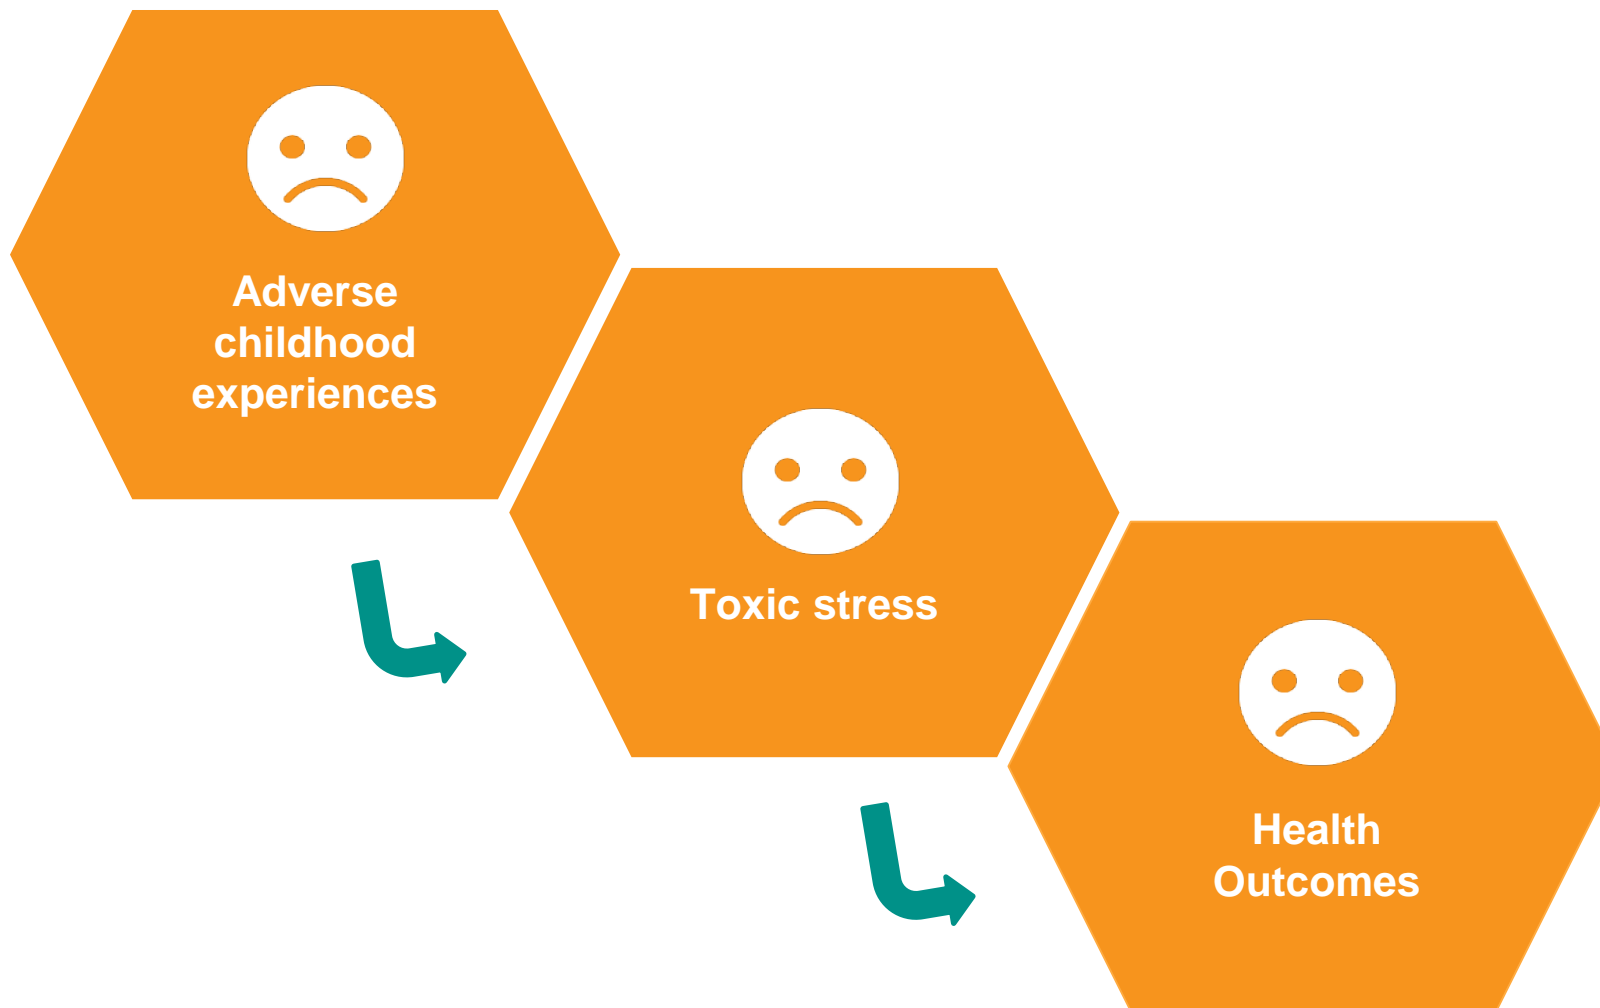 Adverse
childhood
experiences
Toxic stress
Health
Outcomes